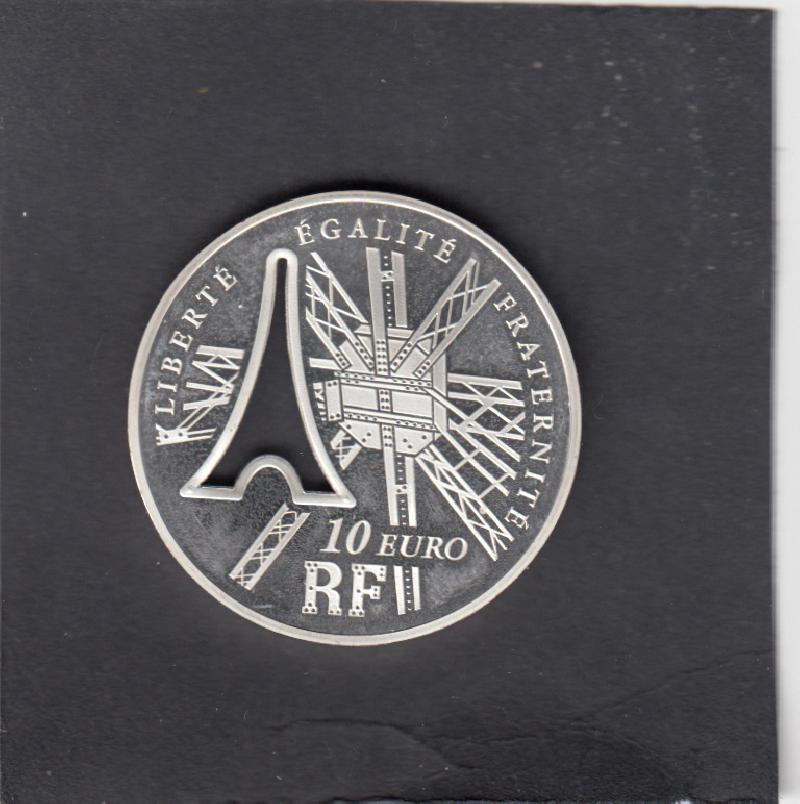 LIBERTÉ ÉGALITÉ FRATERNITÉ
10 EURO
RF